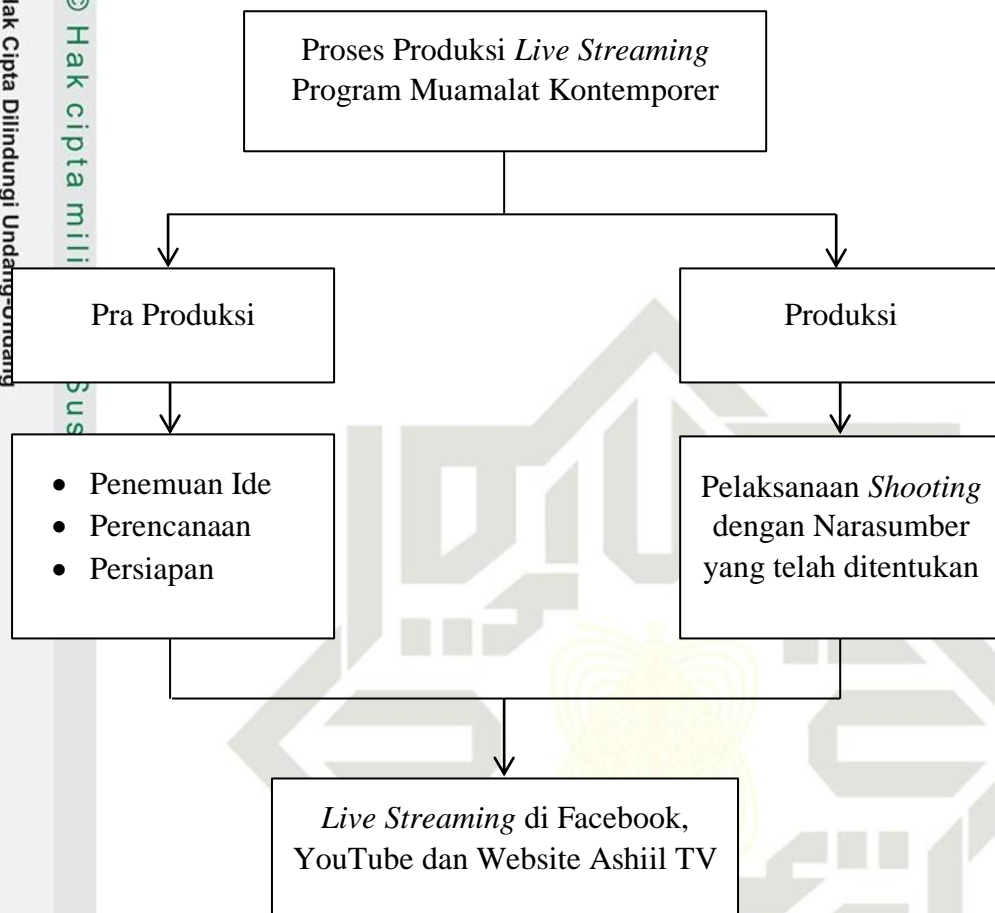 © Hak cipta mili
Sus
Hak Cipta Dilindungi Undang-Undang
Proses Produksi Live Streaming
Program Muamalat Kontemporer
Pra Produksi
Produksi
• Penemuan Ide
• Perencanaan
• Persiapan
Pelaksanaan Shooting
dengan Narasumber
yang telah ditentukan
Live Streaming di Facebook,
YouTube dan Website Ashiil TV